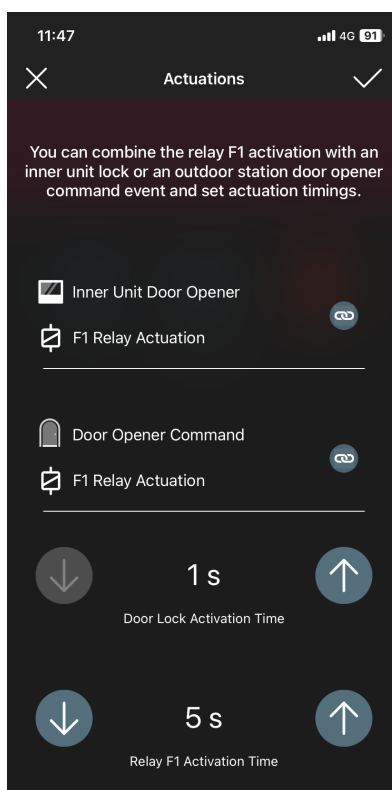 11:47
4G 91
Actuations
You can combine the relay F1 activation with an
inner unit lock or an outdoor station door opener
command event and set actuation timings.
Inner Unit Door Opener
F1 Relay Actuation
Door Opener Command
F1 Relay Actuation
1 s
Door Lock Activation Time
5 s
Relay F1 Activation Time